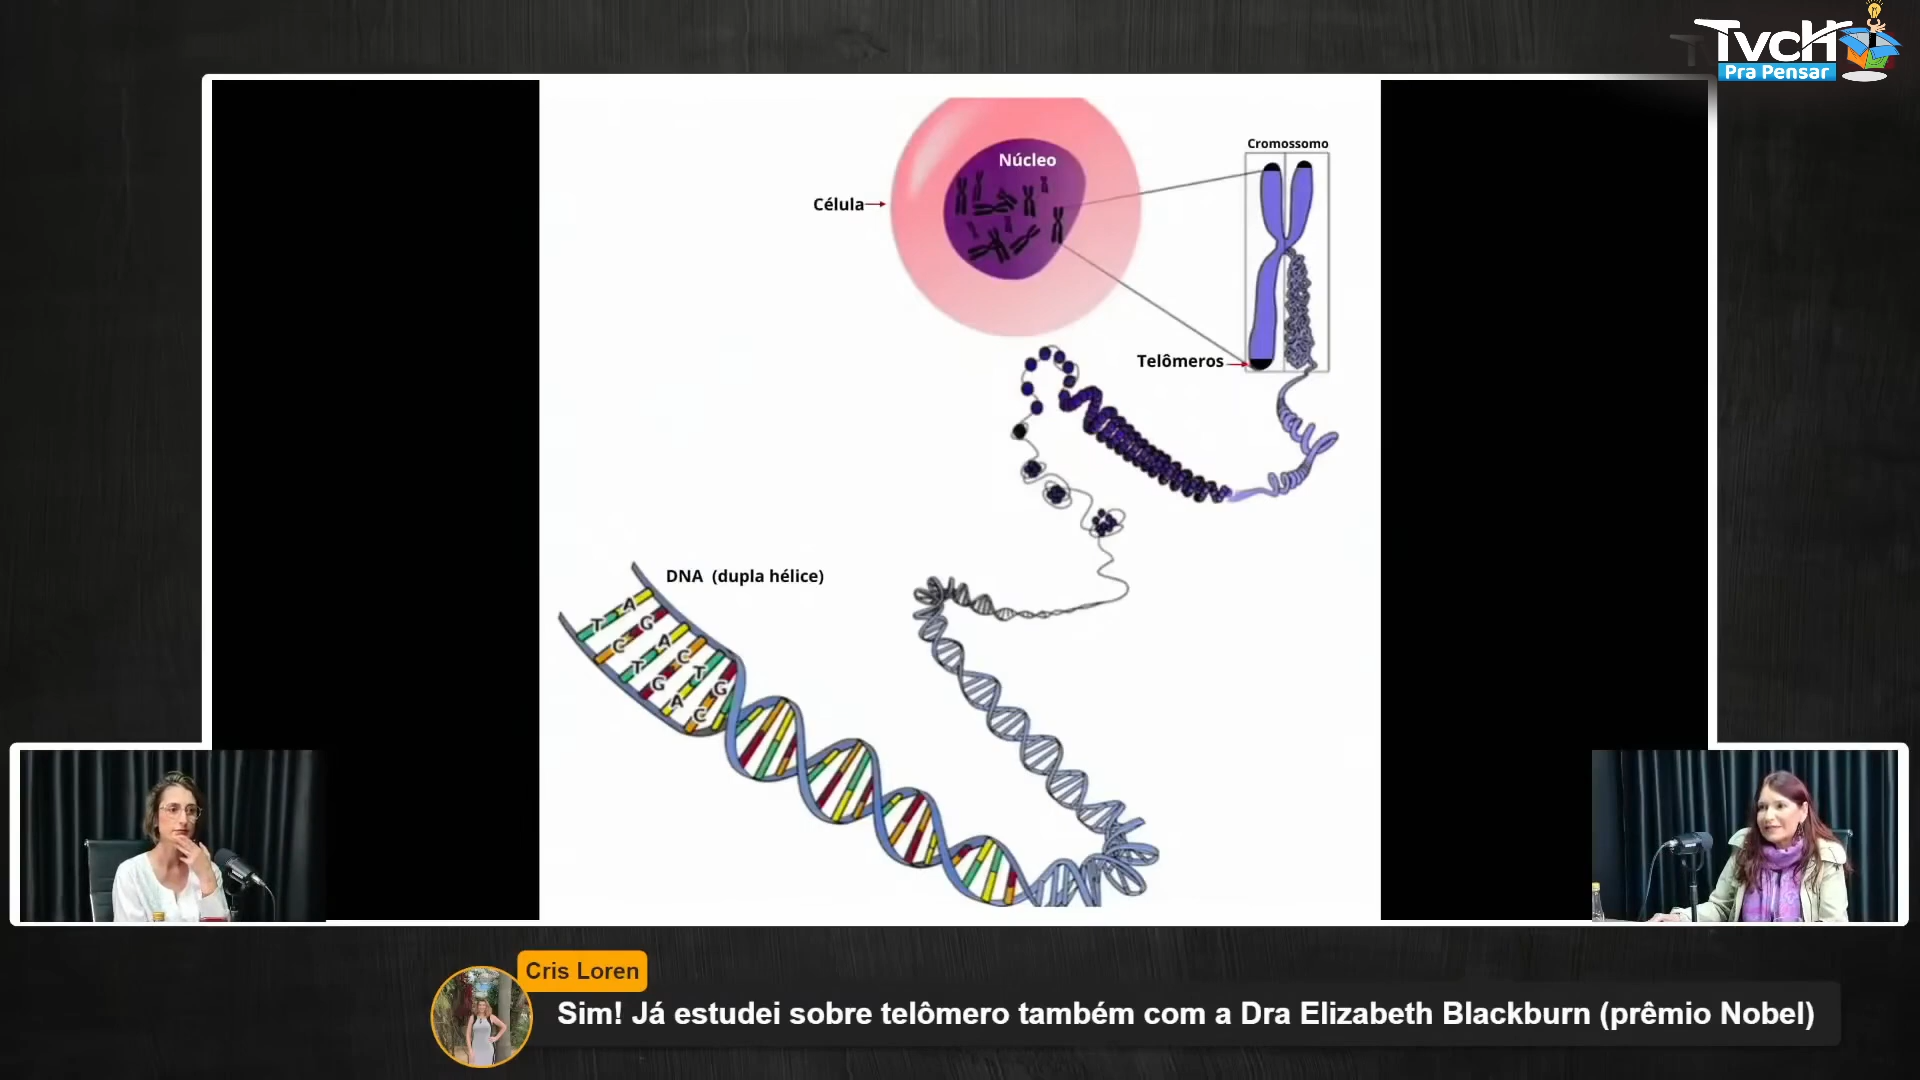 TvcH
Pra Pensar
Cromossomo
Núcleo
Célula
Telômeros
DNA (dupla hélice)
A
T
G
C
A
T
C
G
T
A
G
C
Cris Loren
Sim! Já estudei sobre telômero também com a Dra Elizabeth Blackburn (prêmio Nobel)